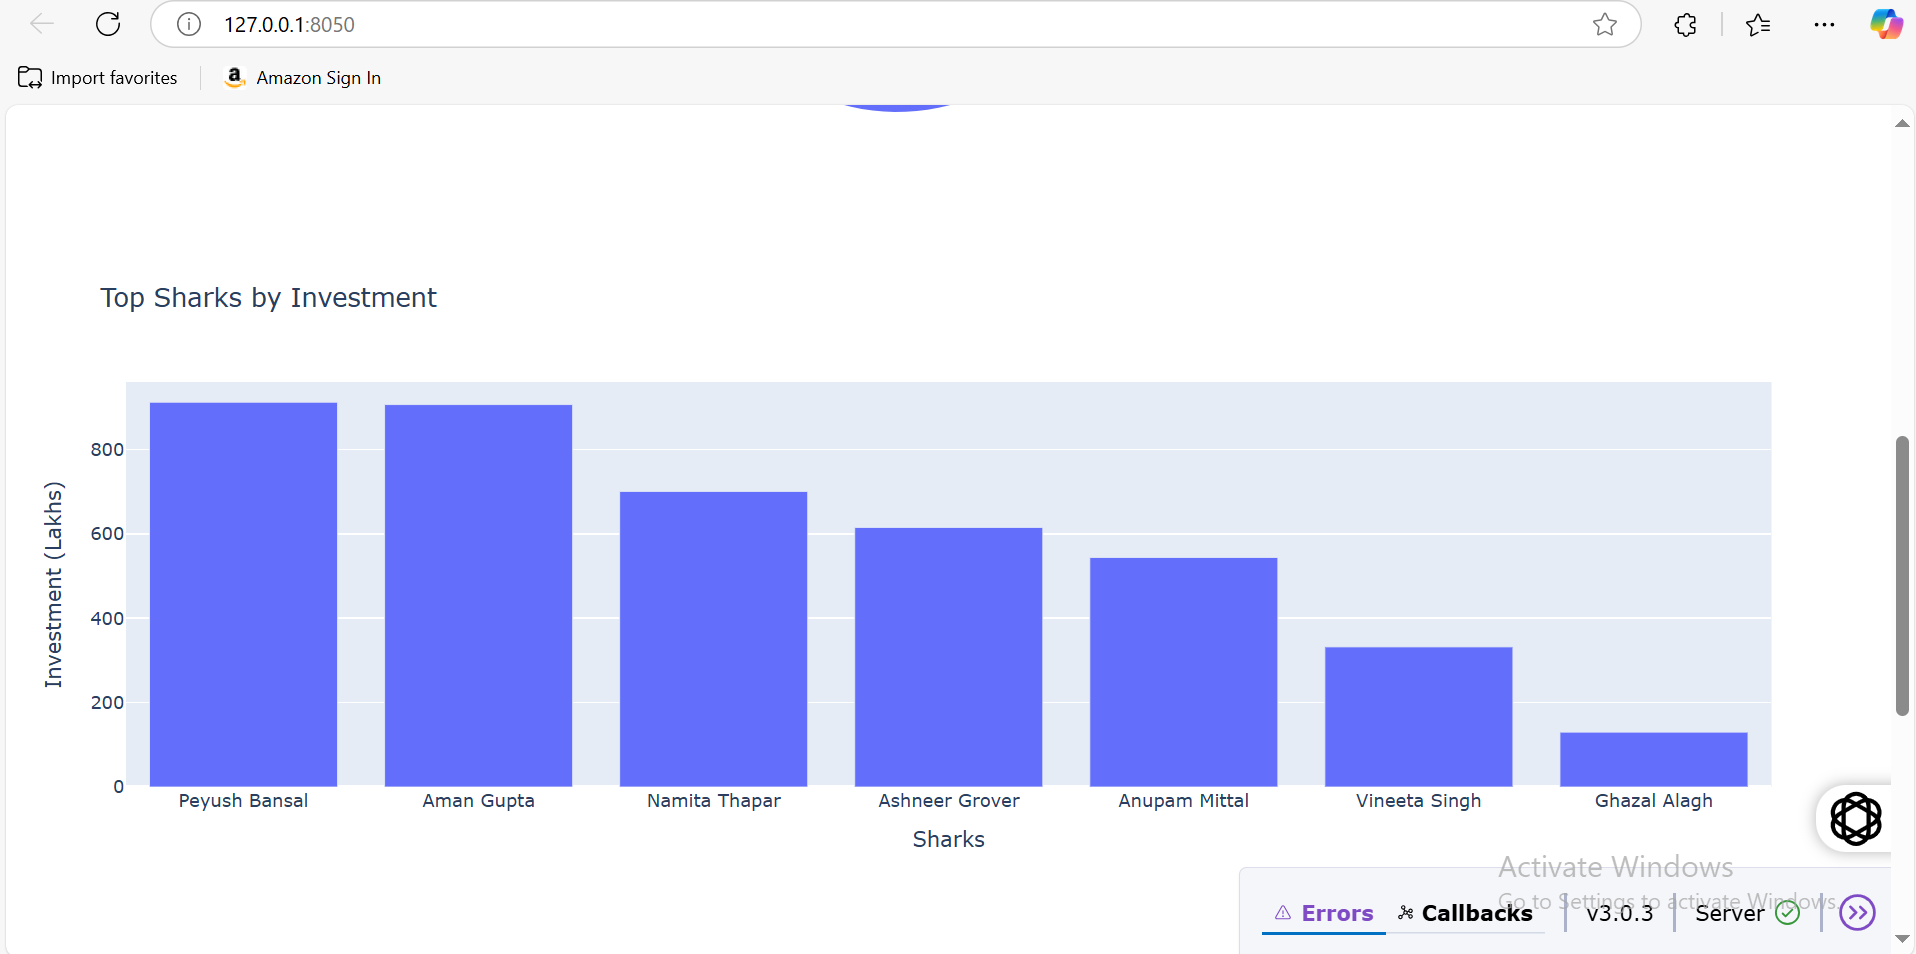 127.0.0.1:8050
Import favorites
a Amazon Sign In
Top Sharks by Investment
Investment (Lakhs)
800
600
400
200
0
Peyush Bansal Aman Gupta Namita Thapar Ashneer Grover Anupam Mittal Vineeta Singh Ghazal Alagh
Sharks
Activate Windows
Go to Settings to activate Windows.
Errors Callbacks v3.0.3 Server